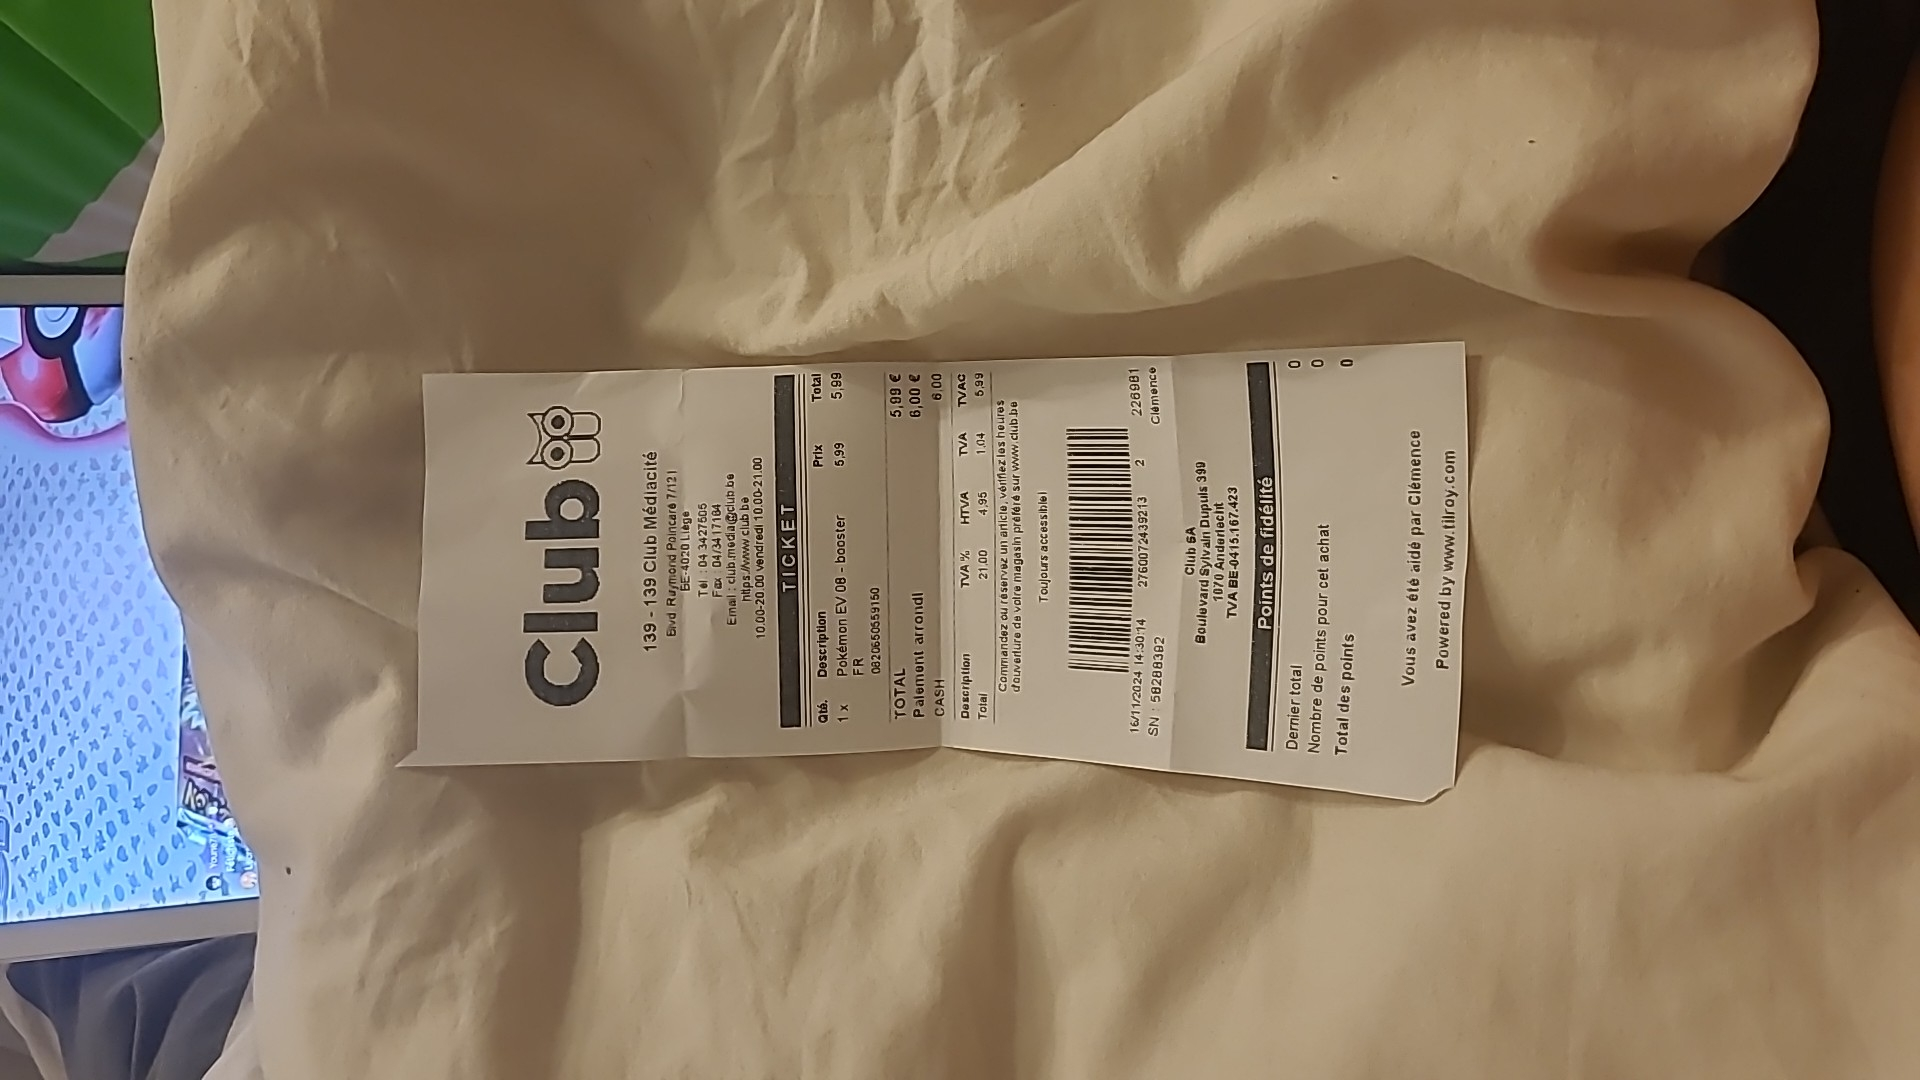 Club
139 - 139 Club Médiacité
Blvd Raymond Poincaré 7/121
BE-4020 Liège
Tél : 04 3427505
Fax : 04/3417164
Email : club.media@club.be
https://www.club.be
10.00-20.00 vendredi 10.00-21.00
TICKET
Qté. Description Prix Total
1 x Pokémon EV 08 - booster 5,99 5,99
FR
0820650559150
TOTAL 5,99 €
Paiement arrondi 6,00 €
CASH 6,00
Description TVA % HTVA TVA TVAC
Total 21,00 4,95 1,04 5,99
Commandez ou réservez un article, vérifiez les heures
d'ouverture de votre magasin préféré sur www.club.be
Toujours accessible!
16/11/2024 14:30:14 2760072439213 2 226981
SN : 58288392 Clémence
Club SA
Boulevard Sylvain Dupuis 399
1070 Anderlecht
TVA BE-0415.167.423
Points de fidélité
Dernier total 0
Nombre de points pour cet achat 0
Total des points 0
Vous avez été aidé par Clémence
Powered by www.tilroy.com